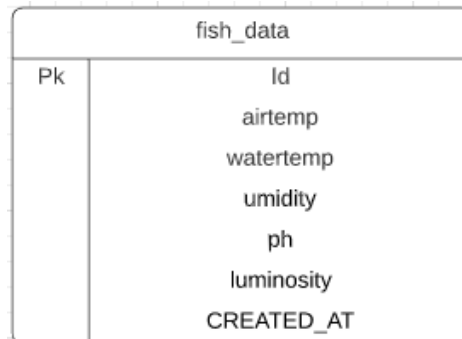 fish_data
Pk Id
airtemp
watertemp
umidity
ph
luminosity
CREATED_AT